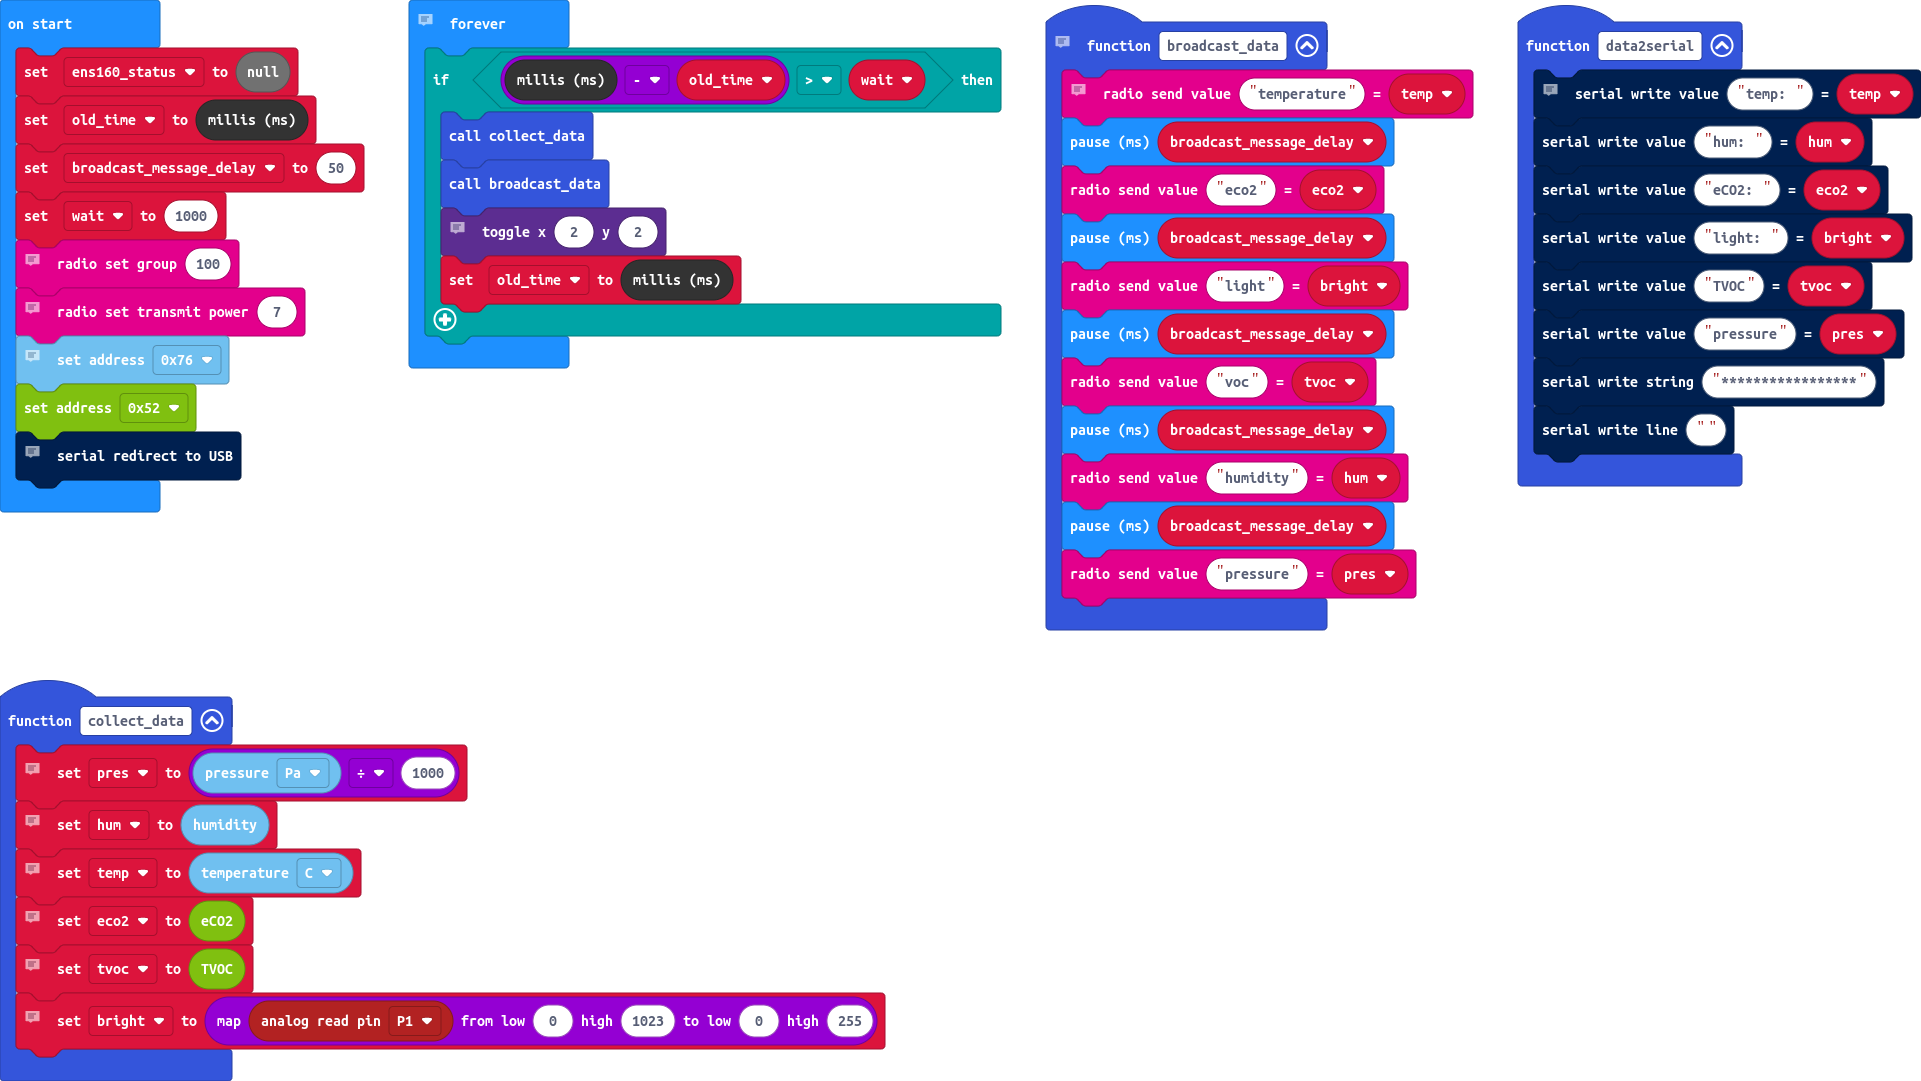 on start
set ens160_status to null
set old_time to millis (ms)
set broadcast_message_delay to 50
set wait to 1000
radio set group 100
radio set transmit power 7
set address 0x76
set address 0x52
serial redirect to USB
forever
if millis (ms) - old_time > wait then
call collect_data
call broadcast_data
toggle x 2 y 2
set old_time to millis (ms)
function broadcast_data
radio send value "temperature" = temp
pause (ms) broadcast_message_delay
radio send value "eco2" = eco2
pause (ms) broadcast_message_delay
radio send value "light" = bright
pause (ms) broadcast_message_delay
radio send value "voc" = tvoc
pause (ms) broadcast_message_delay
radio send value "humidity" = hum
pause (ms) broadcast_message_delay
radio send value "pressure" = pres
function data2serial
serial write value "temp: " = temp
serial write value "hum: " = hum
serial write value "eCO2: " = eco2
serial write value "light: " = bright
serial write value "TVOC" = tvoc
serial write value "pressure" = pres
serial write string "*****************"
serial write line ""
function collect_data
set pres to pressure Pa ÷ 1000
set hum to humidity
set temp to temperature C
set eco2 to eCO2
set tvoc to TVOC
set bright to map analog read pin P1 from low 0 high 1023 to low 0 high 255